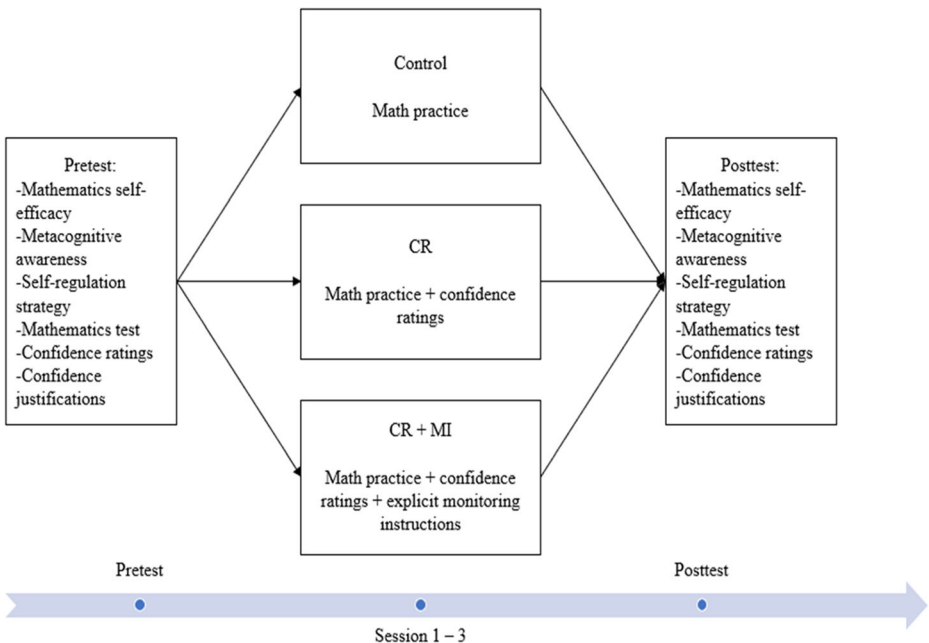 Pretest:
-Mathematics self-
efficacy
-Metacognitive
awareness
-Self-regulation
strategy
-Mathematics test
-Confidence ratings
-Confidence
justifications
Control
Math practice
CR
Math practice + confidence
ratings
CR + MI
Math practice + confidence
ratings + explicit monitoring
instructions
Posttest:
-Mathematics self-
efficacy
-Metacognitive
awareness
-Self-regulation
strategy
-Mathematics test
-Confidence ratings
-Confidence
justifications
Pretest
Posttest
Session 1 – 3